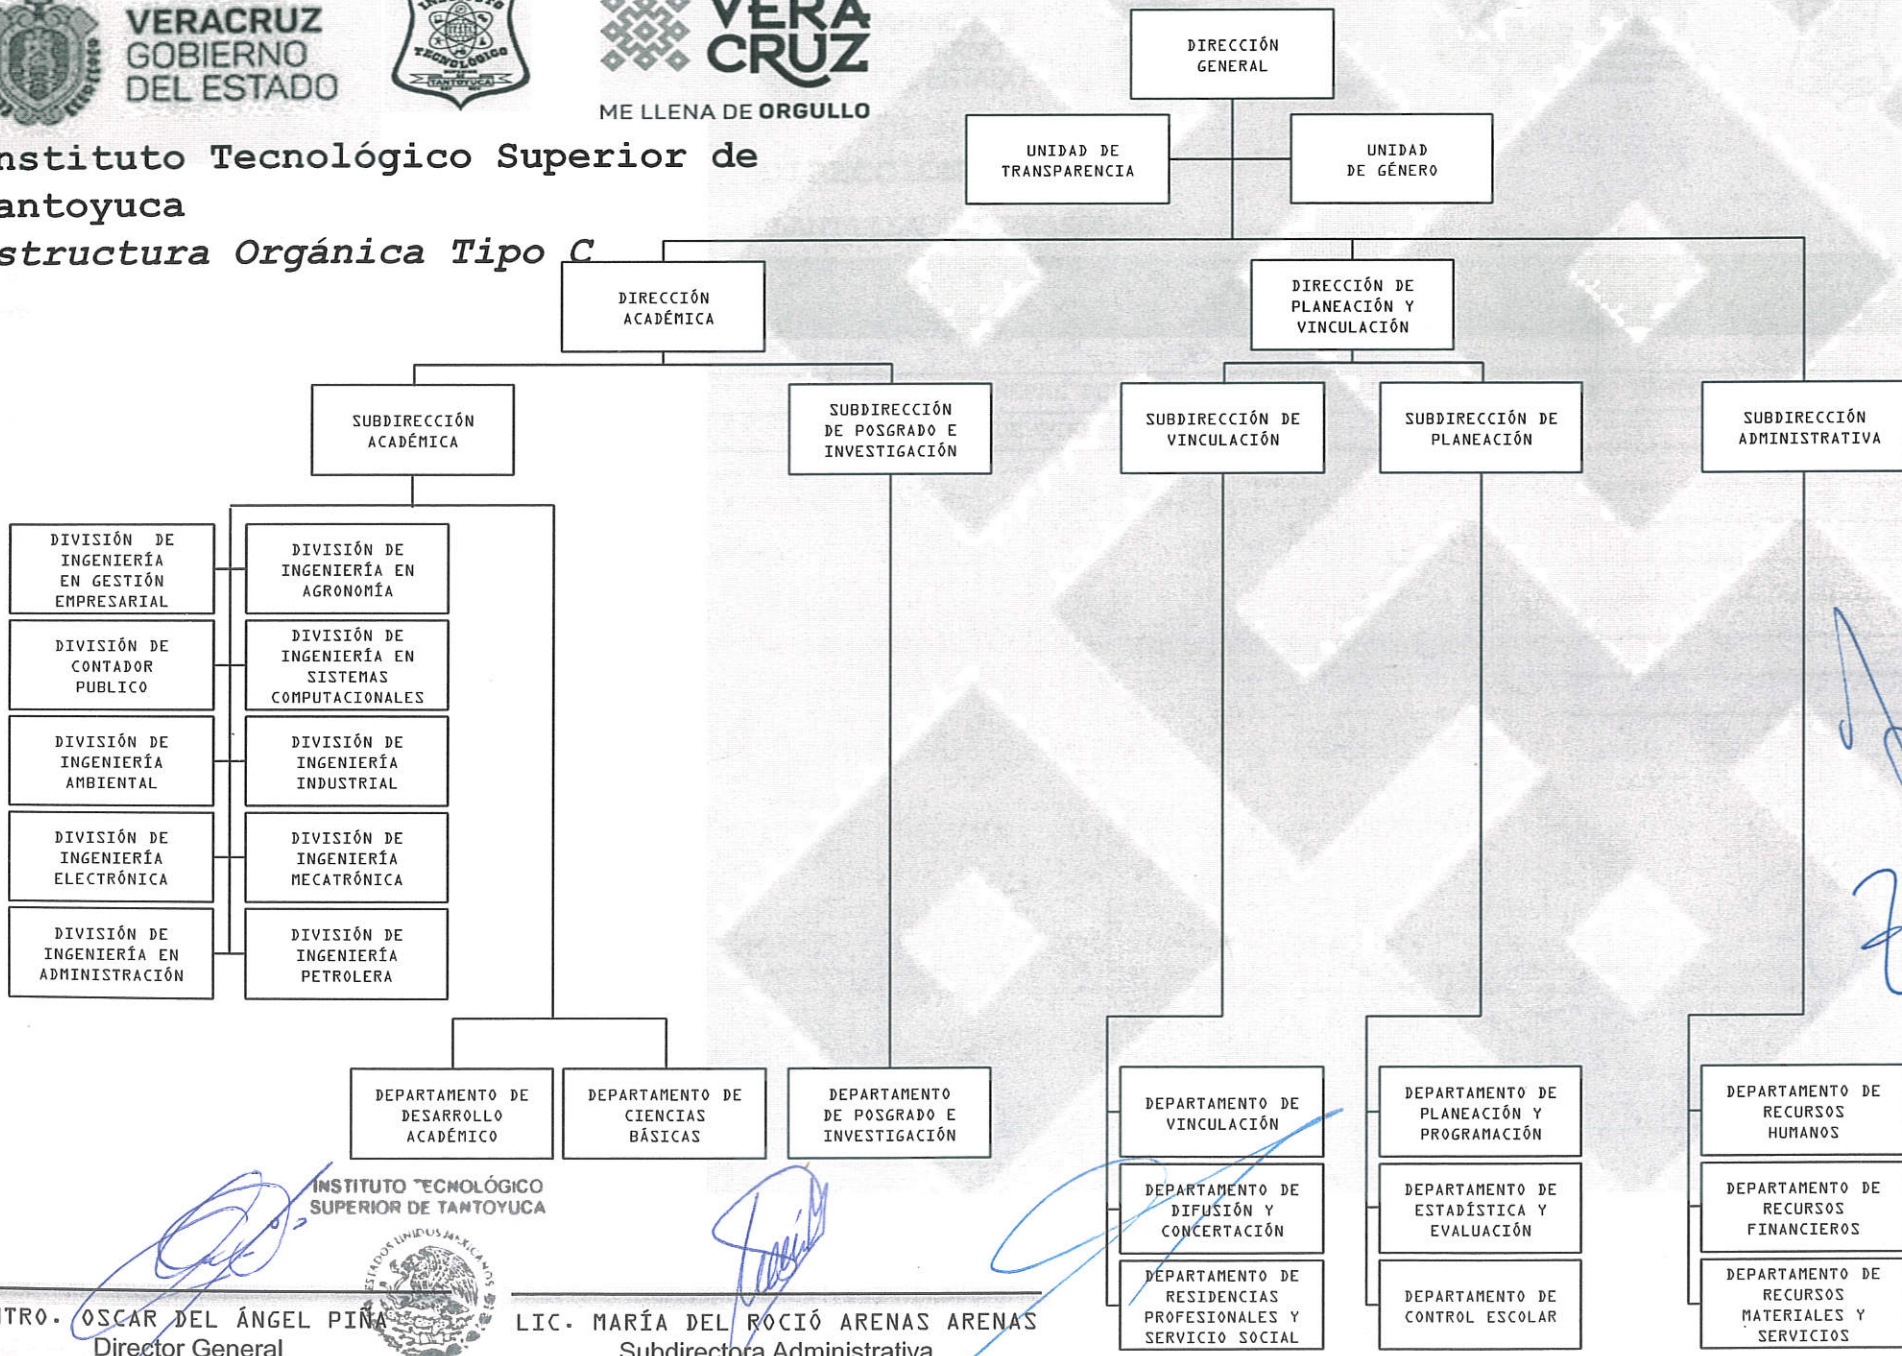 VERACRUZ
GOBIERNO
DEL ESTADO
TECNOLÓGICO
TANTOYUCA
VERA
CRUZ
ME LLENA DE ORGULLO
nstituto Tecnológico Superior de
antoyuca
structura Orgánica Tipo C
DIRECCIÓN
GENERAL
UNIDAD DE
TRANSPARENCIA
UNIDAD
DE GÉNERO
DIRECCIÓN
ACADÉMICA
DIRECCIÓN DE
PLANEACIÓN Y
VINCULACIÓN
SUBDIRECCIÓN
ACADÉMICA
SUBDIRECCIÓN
DE POSGRADO E
INVESTIGACIÓN
SUBDIRECCIÓN DE
VINCULACIÓN
SUBDIRECCIÓN DE
PLANEACIÓN
SUBDIRECCIÓN
ADMINISTRATIVA
DIVISIÓN DE
INGENIERÍA
EN GESTIÓN
EMPRESARIAL
DIVISIÓN DE
INGENIERÍA EN
AGRONOMÍA
DIVISIÓN DE
CONTADOR
PUBLICO
DIVISIÓN DE
INGENIERÍA EN
SISTEMAS
COMPUTACIONALES
DIVISIÓN DE
INGENIERÍA
AMBIENTAL
DIVISIÓN DE
INGENIERÍA
INDUSTRIAL
DIVISIÓN DE
INGENIERÍA
ELECTRÓNICA
DIVISIÓN DE
INGENIERÍA
MECATRÓNICA
DIVISIÓN DE
INGENIERÍA EN
ADMINISTRACIÓN
DIVISIÓN DE
INGENIERÍA
PETROLERA
DEPARTAMENTO DE
DESARROLLO
ACADÉMICO
DEPARTAMENTO DE
CIENCIAS
BÁSICAS
DEPARTAMENTO
DE POSGRADO E
INVESTIGACIÓN
DEPARTAMENTO DE
VINCULACIÓN
DEPARTAMENTO DE
PLANEACIÓN Y
PROGRAMACIÓN
DEPARTAMENTO DE
RECURSOS
HUMANOS
DEPARTAMENTO DE
DIFUSIÓN Y
CONCERTACIÓN
DEPARTAMENTO DE
ESTADÍSTICA Y
EVALUACIÓN
DEPARTAMENTO DE
RECURSOS
FINANCIEROS
DEPARTAMENTO DE
RESIDENCIAS
PROFESIONALES Y
SERVICIO SOCIAL
DEPARTAMENTO DE
CONTROL ESCOLAR
DEPARTAMENTO DE
RECURSOS
MATERIALES Y
SERVICIOS
INSTITUTO TECNOLÓGICO
SUPERIOR DE TANTOYUCA
ESTADOS UNIDOS MEXICANOS
NTRO. OSCAR DEL ÁNGEL PIÑA
Director General
LIC. MARÍA DEL ROCIÓ ARENAS ARENAS
Subdirectora Administrativa